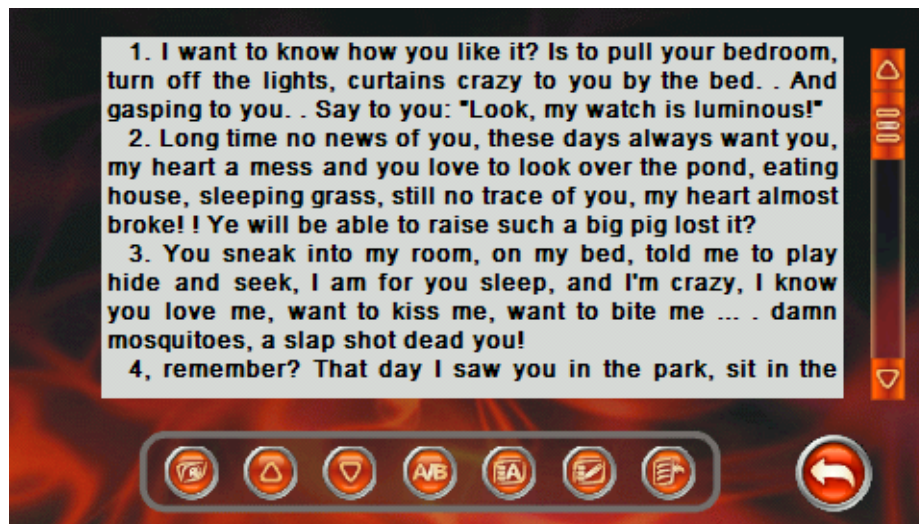 1. I want to know how you like it? Is to pull your bedroom,
turn off the lights, curtains crazy to you by the bed. . And
gasping to you. . Say to you: "Look, my watch is luminous!"
2. Long time no news of you, these days always want you,
my heart a mess and you love to look over the pond, eating
house, sleeping grass, still no trace of you, my heart almost
broke! ! Ye will be able to raise such a big pig lost it?
3. You sneak into my room, on my bed, told me to play
hide and seek, I am for you sleep, and I'm crazy, I know
you love me, want to kiss me, want to bite me ... . damn
mosquitoes, a slap shot dead you!
4, remember? That day I saw you in the park, sit in the
A/B
A